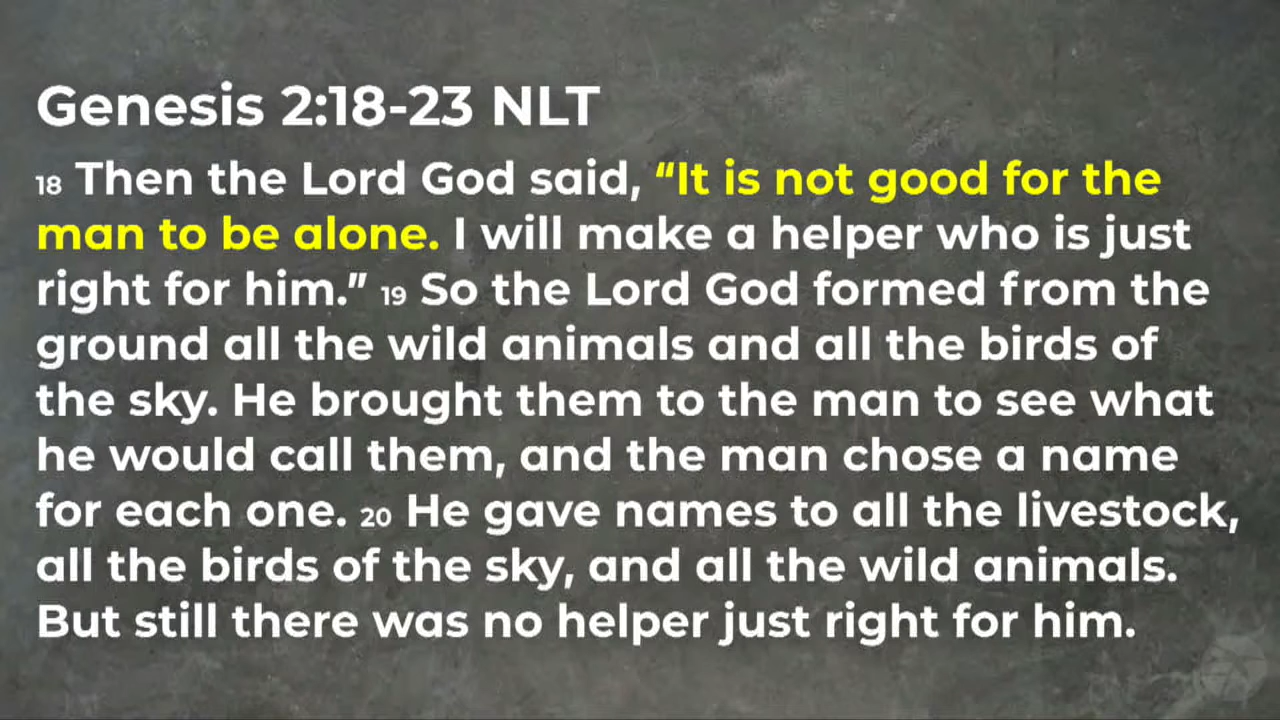 Genesis 2:18-23 NLT
18 Then the Lord God said, “It is not good for the
man to be alone. I will make a helper who is just
right for him.” 19 So the Lord God formed from the
ground all the wild animals and all the birds of
the sky. He brought them to the man to see what
he would call them, and the man chose a name
for each one. 20 He gave names to all the livestock,
all the birds of the sky, and all the wild animals.
But still there was no helper just right for him.